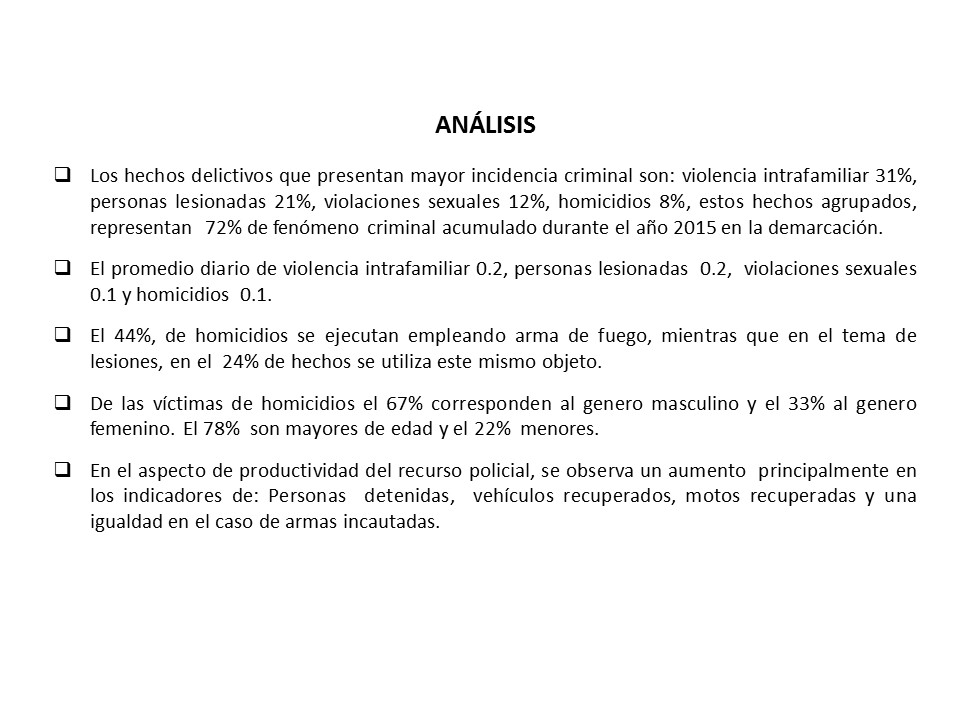 ANÁLISIS
❑ Los hechos delictivos que presentan mayor incidencia criminal son: violencia intrafamiliar 31%,
personas lesionadas 21%, violaciones sexuales 12%, homicidios 8%, estos hechos agrupados,
representan 72% de fenómeno criminal acumulado durante el año 2015 en la demarcación.
❑ El promedio diario de violencia intrafamiliar 0.2, personas lesionadas 0.2, violaciones sexuales
0.1 y homicidios 0.1.
❑ El 44%, de homicidios se ejecutan empleando arma de fuego, mientras que en el tema de
lesiones, en el 24% de hechos se utiliza este mismo objeto.
❑ De las víctimas de homicidios el 67% corresponden al genero masculino y el 33% al genero
femenino. El 78% son mayores de edad y el 22% menores.
❑ En el aspecto de productividad del recurso policial, se observa un aumento principalmente en
los indicadores de: Personas detenidas, vehículos recuperados, motos recuperadas y una
igualdad en el caso de armas incautadas.